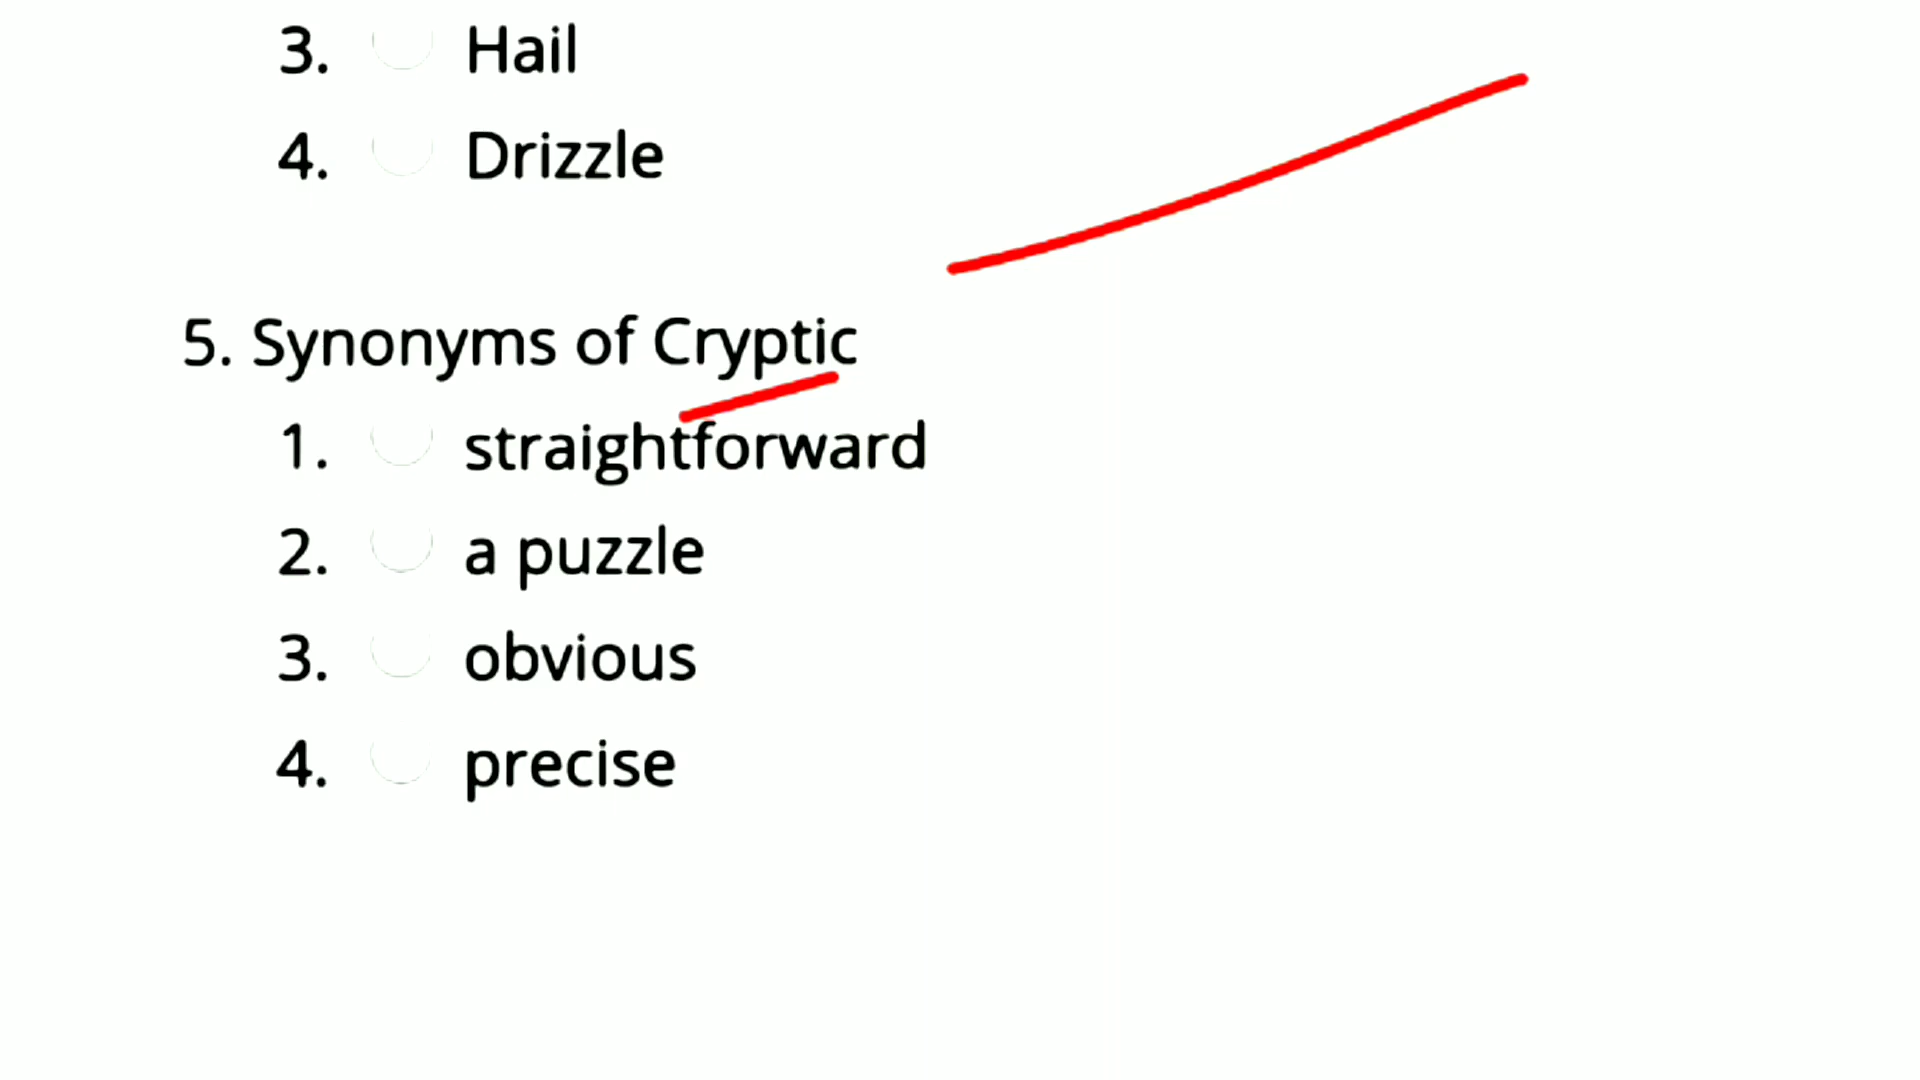 3. Hail
4. Drizzle
5. Synonyms of Cryptic
1. straightforward
2. a puzzle
3. obvious
4. precise